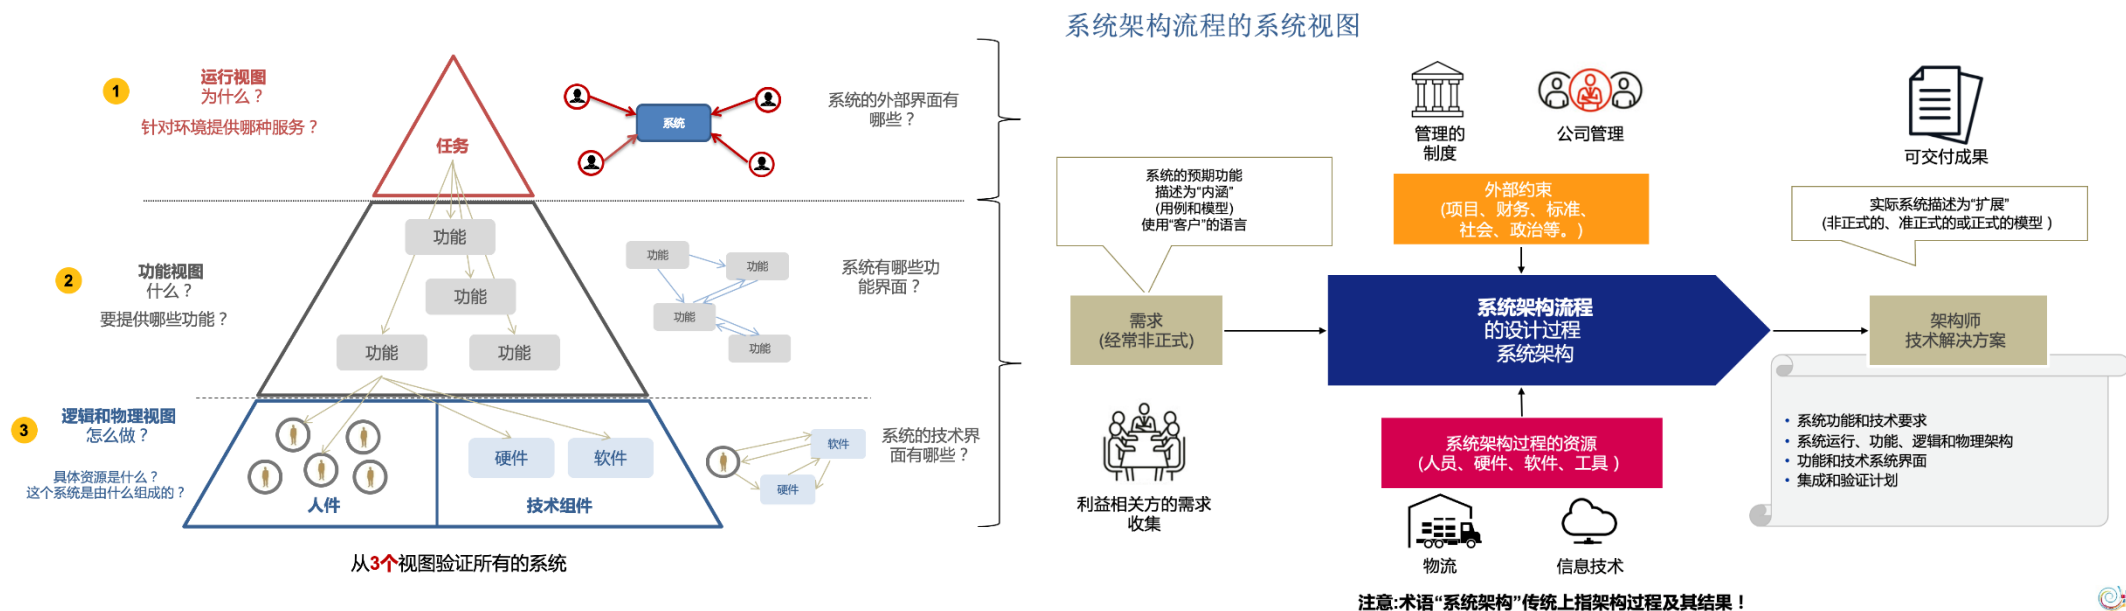 系统架构流程的系统视图
1
运行视图
为什么？
针对环境提供哪种服务？
任务
系统
系统的外部界面有
哪些？
2
功能视图
什么？
要提供哪些功能？
功能
功能
功能
功能
功能
功能
功能
功能
系统有哪些功
能界面？
3
逻辑和物理视图
怎么做？
具体资源是什么？
这个系统是由什么组成的？
人件
硬件
软件
技术组件
软件
硬件
系统的技术界
面有哪些？
从3个视图验证所有的系统
系统的预期功能
描述为“内涵”
(用例和模型)
使用“客户”的语言
需求
(经常非正式)
利益相关方的需求
收集
管理的
制度
公司管理
外部约束
(项目、财务、标准、
社会、政治等。)
系统架构流程
的设计过程
系统架构
系统架构过程的资源
(人员、硬件、软件、工具）
物流
信息技术
可交付成果
实际系统描述为“扩展”
(非正式的、准正式的或正式的模型）
架构师
技术解决方案
• 系统功能和技术要求
• 系统运行、功能、逻辑和物理架构
• 功能和技术系统界面
• 集成和验证计划
注意:术语“系统架构”传统上指架构过程及其结果！